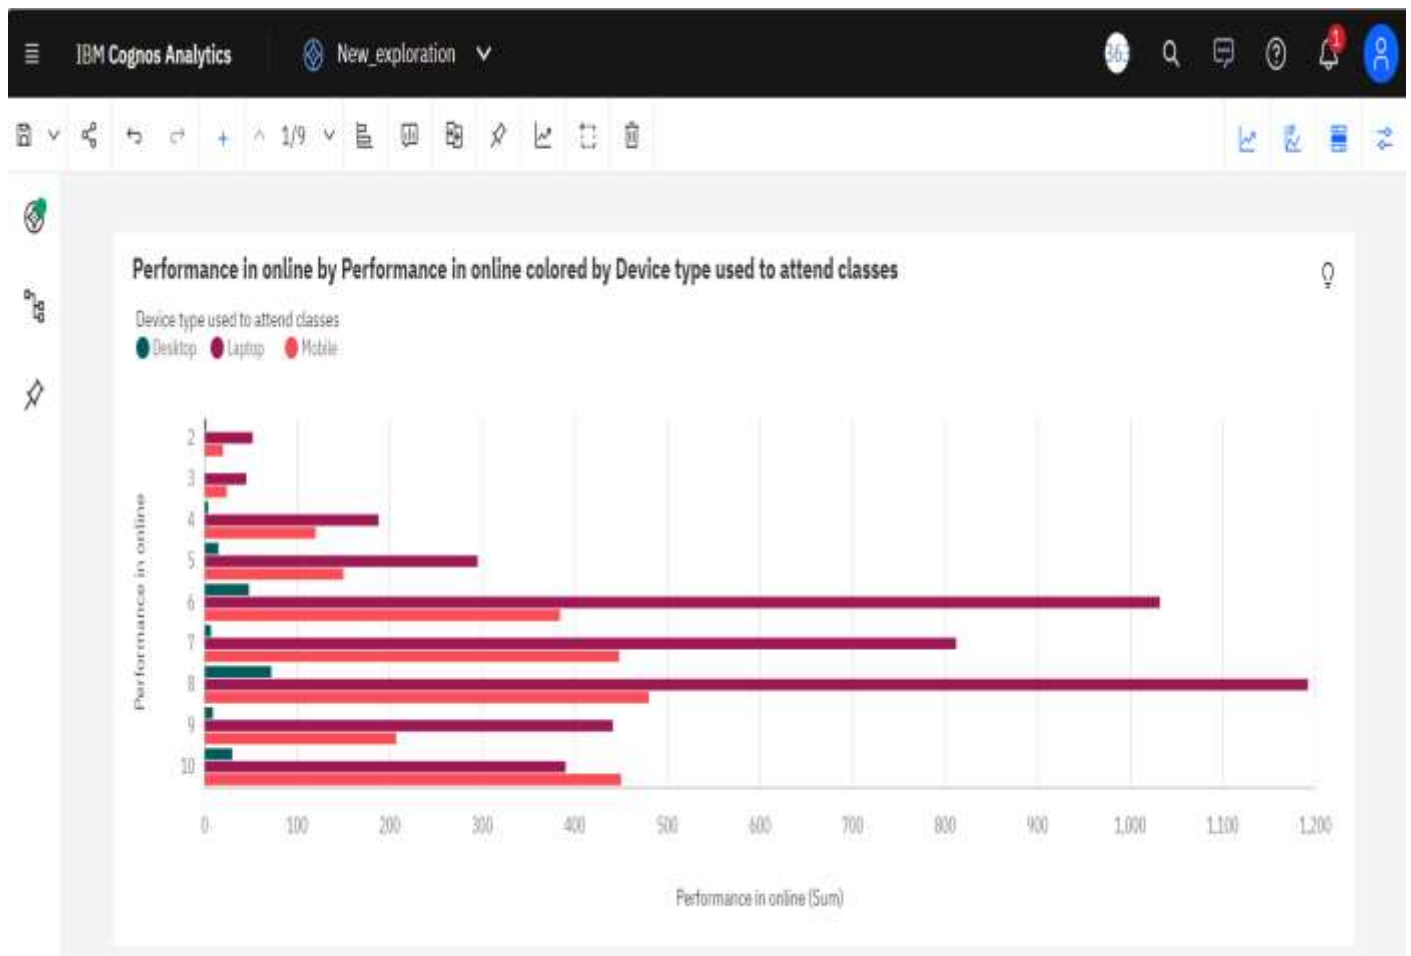 IBM Cognos Analytics
New_exploration
363
1
1/9
Performance in online by Performance in online colored by Device type used to attend classes
Device type used to attend classes
Desktop Laptop Mobile
Performance in online
2
3
4
5
6
7
8
9
10
0 100 200 300 400 500 600 700 800 900 1,000 1,100 1,200
Performance in online (Sum)